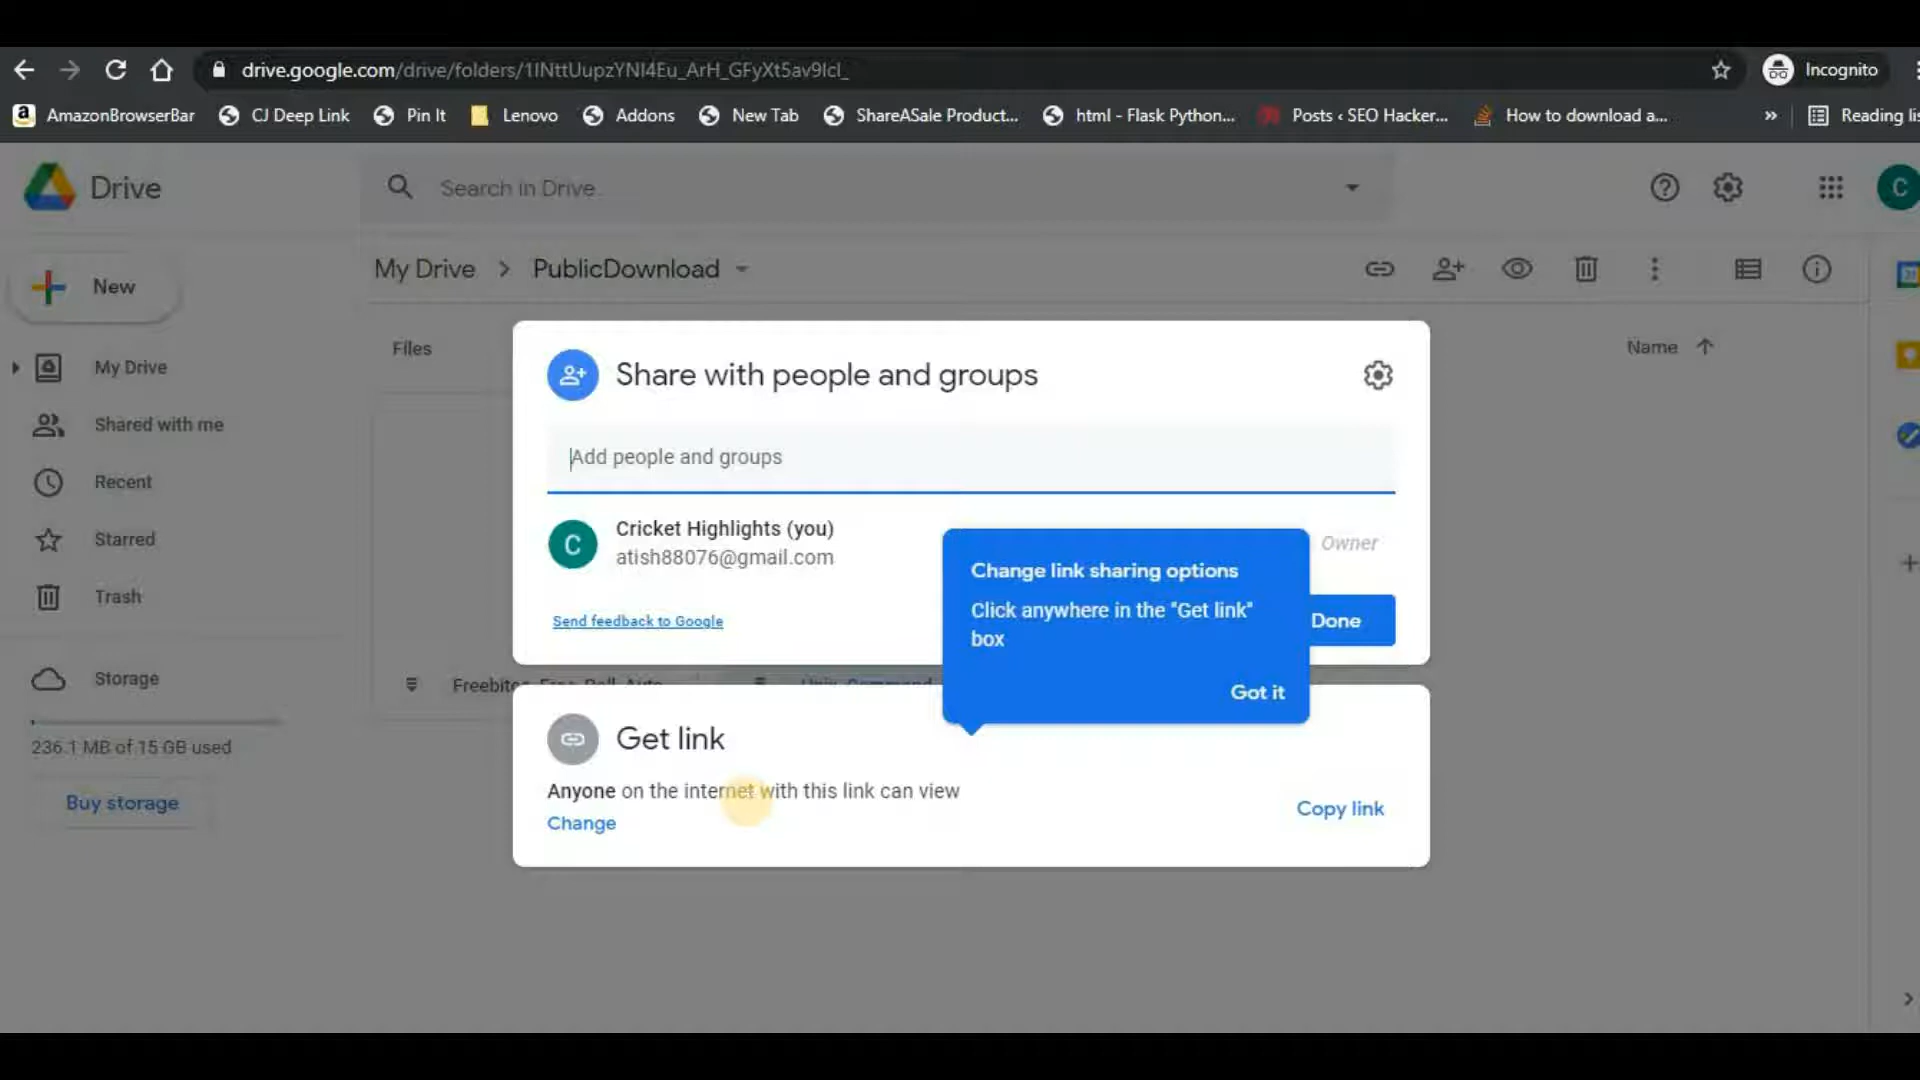 drive.google.com/drive/folders/1INttUupzYNI4Eu_ArH_GFyXt5av9Icl_
Incognito
AmazonBrowserBar
CJ Deep Link
Pin It
Lenovo
Addons
New Tab
ShareASale Product...
html - Flask Python...
Posts ‹ SEO Hacker...
How to download a...
»
Reading lis
Drive
Search in Drive
C
New
My Drive > PublicDownload
Files
Name
My Drive
Shared with me
Recent
Starred
Trash
Storage
236.1 MB of 15 GB used
Buy storage
Share with people and groups
Add people and groups
C
Cricket Highlights (you)
atish88076@gmail.com
Owner
Send feedback to Google
Done
Change link sharing options
Click anywhere in the "Get link"
box
Got it
Get link
Anyone on the internet with this link can view
Change
Copy link